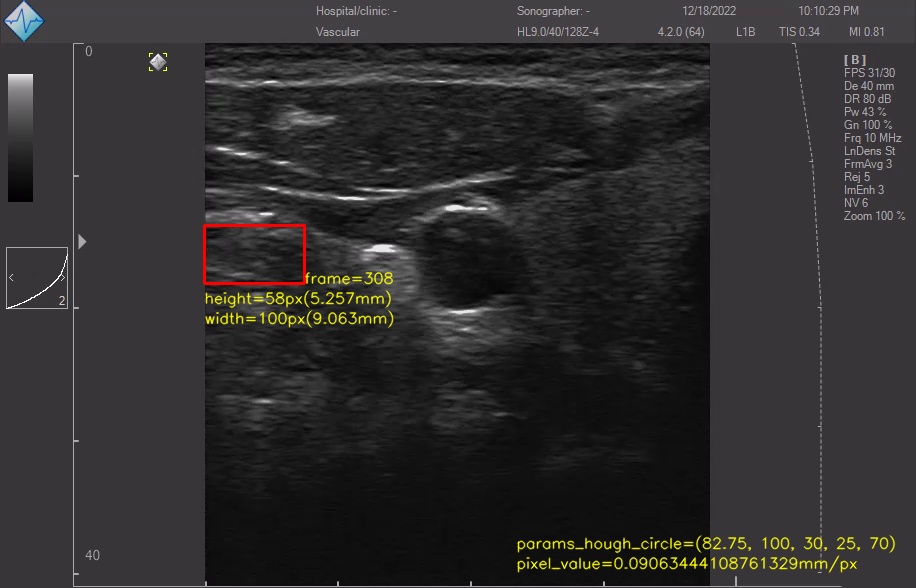 Hospital/clinic: - Sonographer: - 12/18/2022 10:10:29 PM
Vascular HL9.0/40/128Z-4 4.2.0 (64) L1B TIS 0.34 MI 0.81
0
[ B ]
FPS 31/30
De 40 mm
DR 80 dB
Pw 43 %
Gn 100 %
Frq 10 MHz
LnDens St
FrmAvg 3
Rej 5
ImEnh 3
NV 6
Zoom 100 %
frame=308
height=58px(5.257mm)
2
width=100px(9.063mm)
params_hough_circle=(82.75, 100, 30, 25, 70)
40
pixel_value=0.09063444108761329mm/px